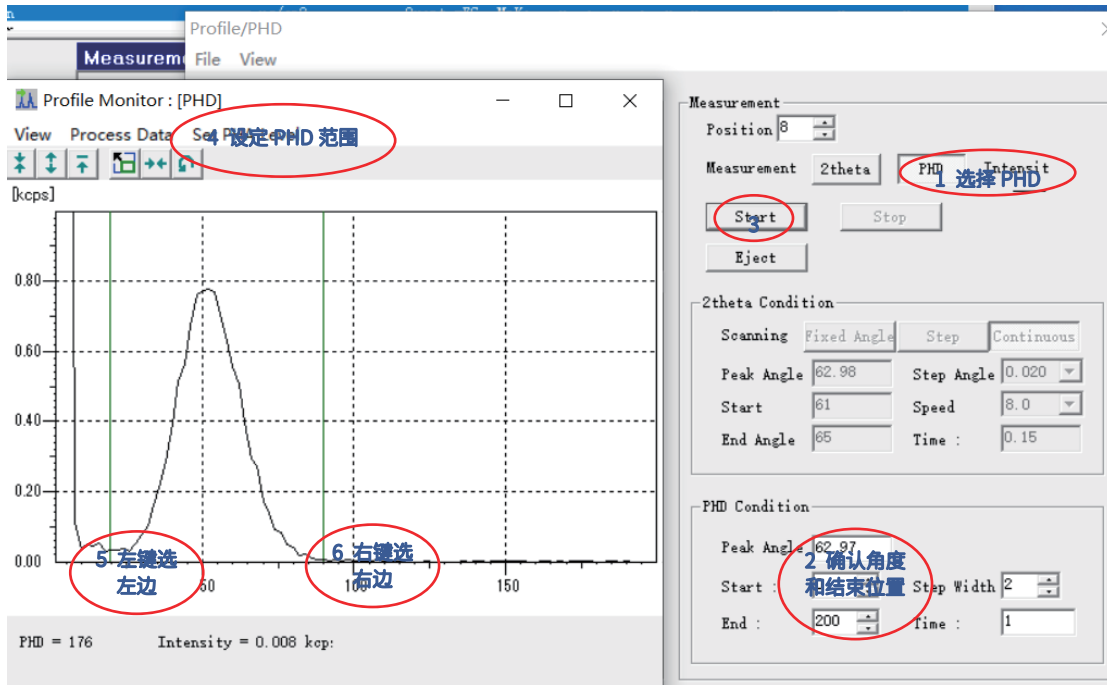 Profile/PHD
Measurem
File View
Profile Monitor : [PHD]
View Process Data
4 设定 PHD 范围
[kcps]
0.80
0.60
0.40
0.20
0.00
50
100
150
5 左键选
左边
6 右键选
右边
PHD = 176 Intensity = 0.008 kcp:
Measurement
Position 8
Measurement 2theta PHD Intensit
1 选择 PHD
Start Stop
3
Eject
2theta Condition
Scanning Fixed Angle Step Continuous
Peak Angle 62.98 Step Angle 0.020
Start 61 Speed 8.0
End Angle 65 Time : 0.15
PHD Condition
Peak Angle 62.97
2 确认角度
和结束位置
Start : Step Width 2
End : 200 Time : 1